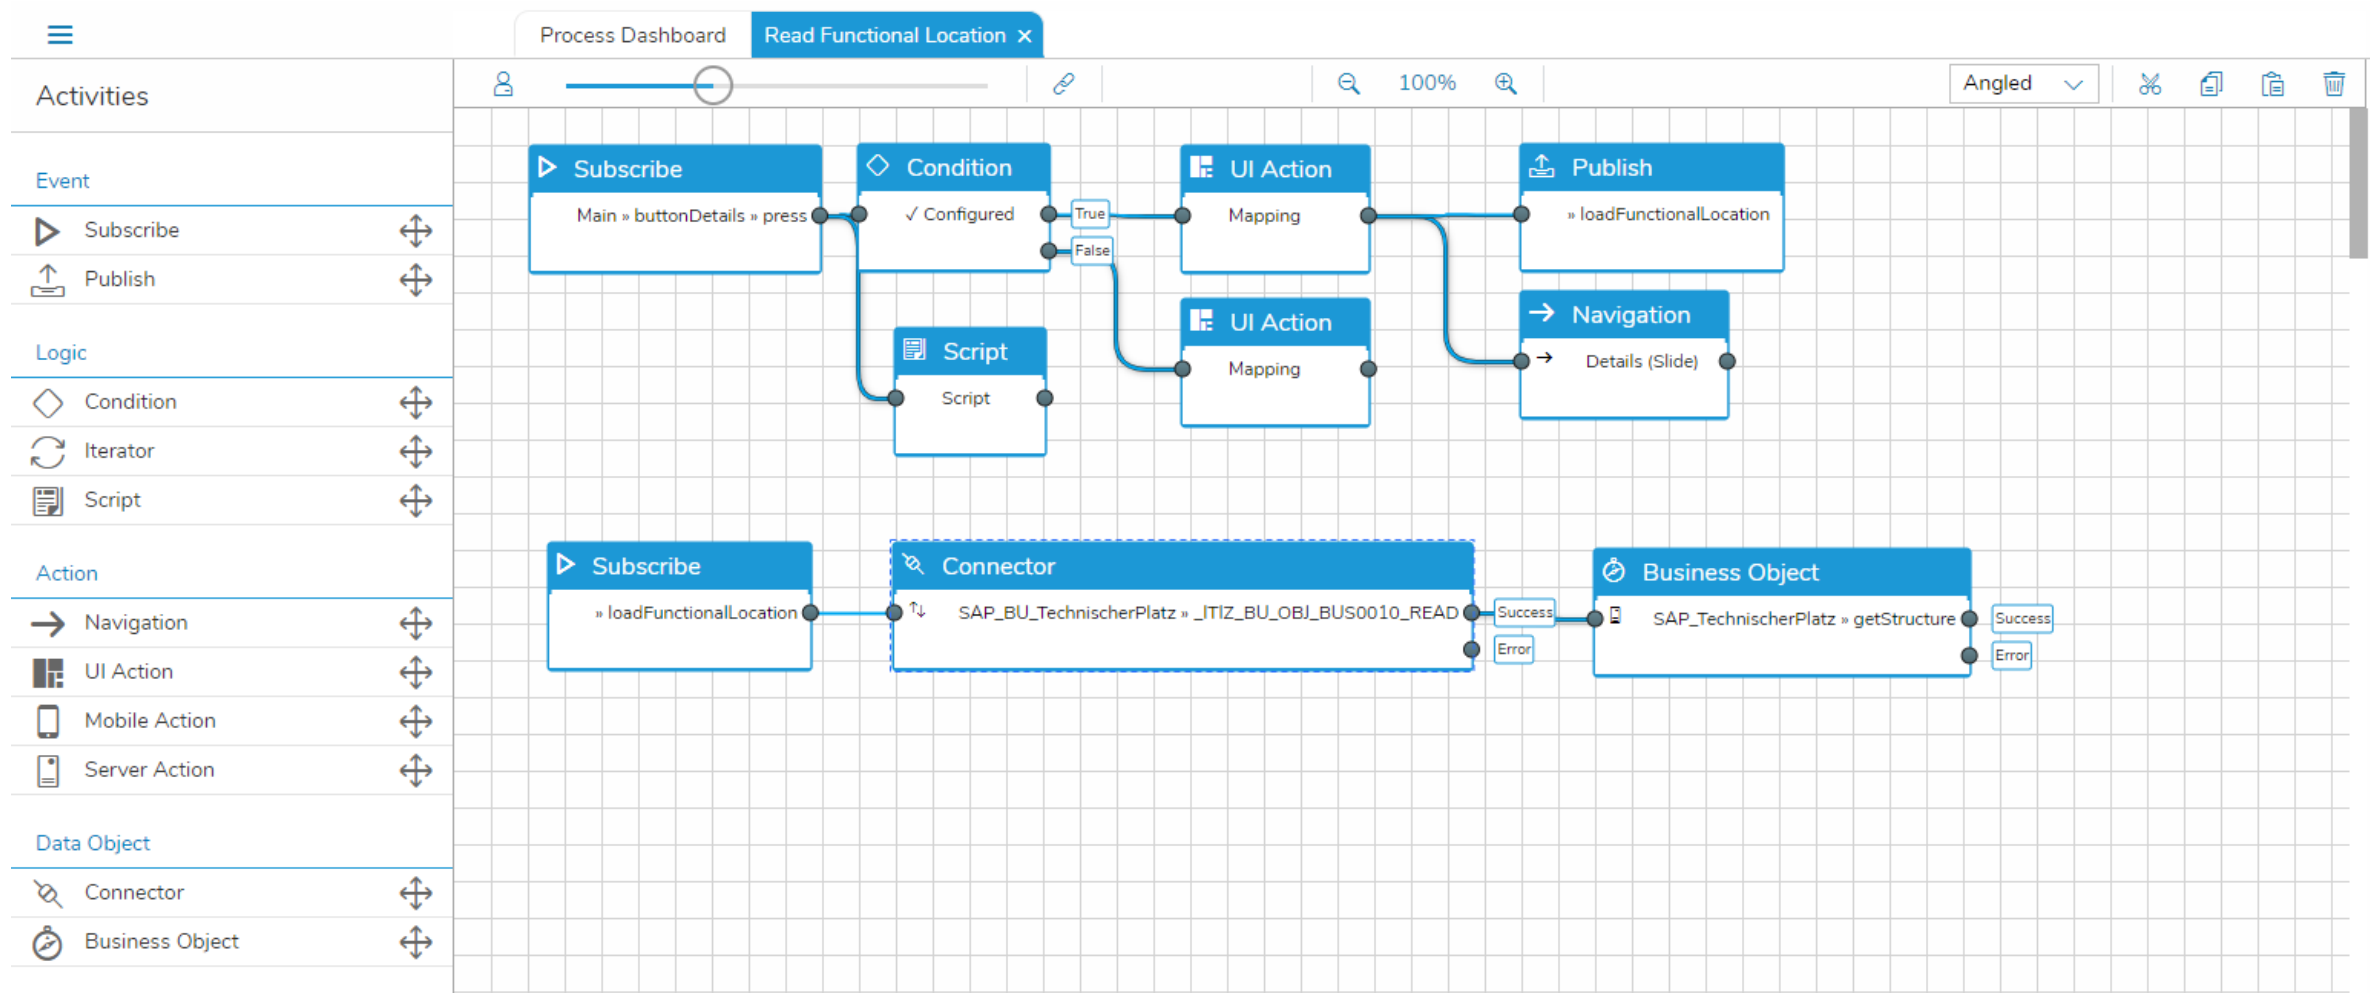 Process Dashboard
Read Functional Location
Activities
100%
Angled
Event
Subscribe
Publish
Logic
Condition
Iterator
Script
Action
Navigation
UI Action
Mobile Action
Server Action
Data Object
Connector
Business Object
Subscribe
Main » buttonDetails » press
Condition
✓ Configured
True
False
UI Action
Mapping
Publish
» loadFunctionalLocation
Script
Script
UI Action
Mapping
Navigation
Details (Slide)
Subscribe
» loadFunctionalLocation
Connector
SAP_BU_TechnischerPlatz » _ITIZ_BU_OBJ_BUS0010_READ
Success
Error
Business Object
SAP_TechnischerPlatz » getStructure
Success
Error